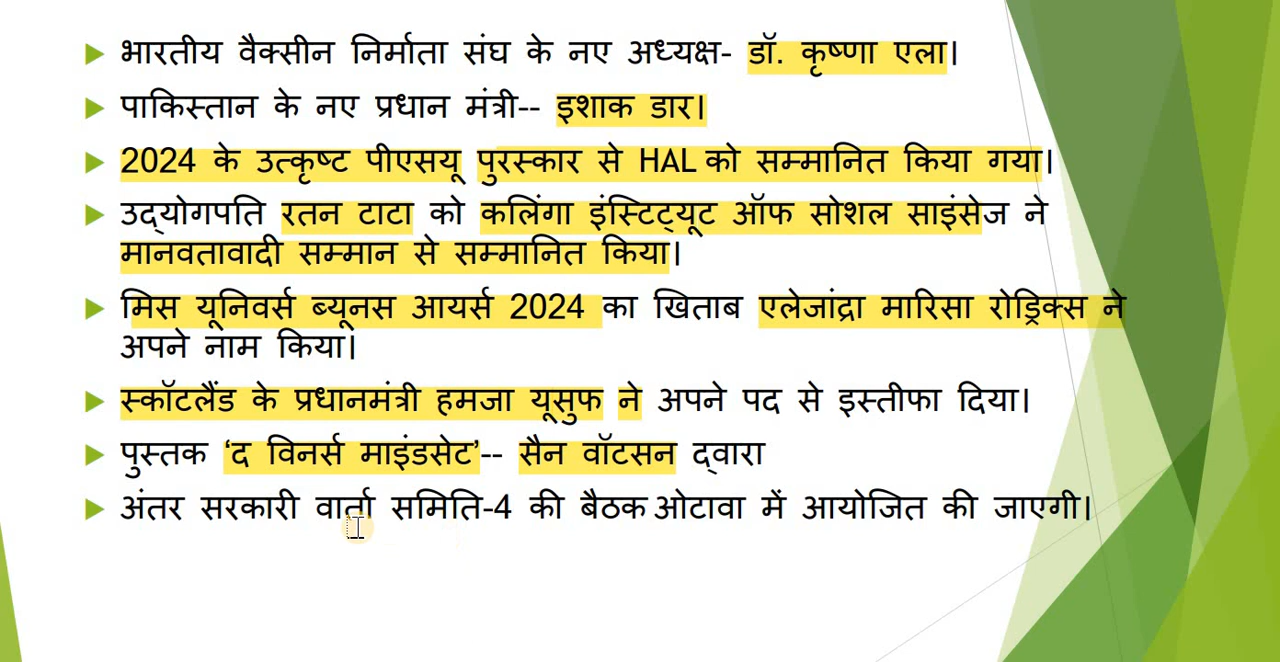 भारतीय वैक्सीन निर्माता संघ के नए अध्यक्ष- डॉ. कृष्णा एला।
पाकिस्तान के नए प्रधान मंत्री-- इशाक डार।
2024 के उत्कृष्ट पीएसयू पुरस्कार से HAL को सम्मानित किया गया।
उद्योगपति रतन टाटा को कलिंगा इंस्टिट्यूट ऑफ सोशल साइंसेज ने
मानवतावादी सम्मान से सम्मानित किया।
मिस यूनिवर्स ब्यूनस आयर्स 2024 का खिताब एलेजांद्रा मारिसा रोड्रिक्स ने
अपने नाम किया।
स्कॉटलैंड के प्रधानमंत्री हमजा यूसुफ ने अपने पद से इस्तीफा दिया।
पुस्तक ‘द विनर्स माइंडसेट’-- सैन वॉटसन द्वारा
अंतर सरकारी वार्ता समिति-4 की बैठक ओटावा में आयोजित की जाएगी।